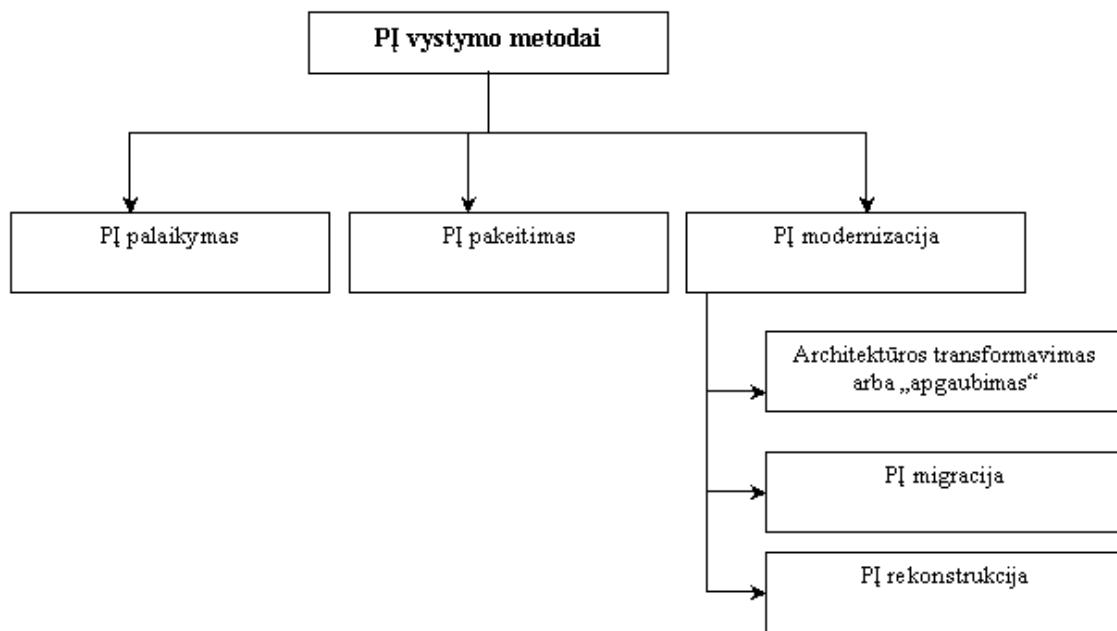 PĮ vystymo metodai
PĮ palaikymas
PĮ pakeitimas
PĮ modernizacija
Architektūros transformavimas
arba „apgaubimas“
PĮ migracija
PĮ rekonstrukcija